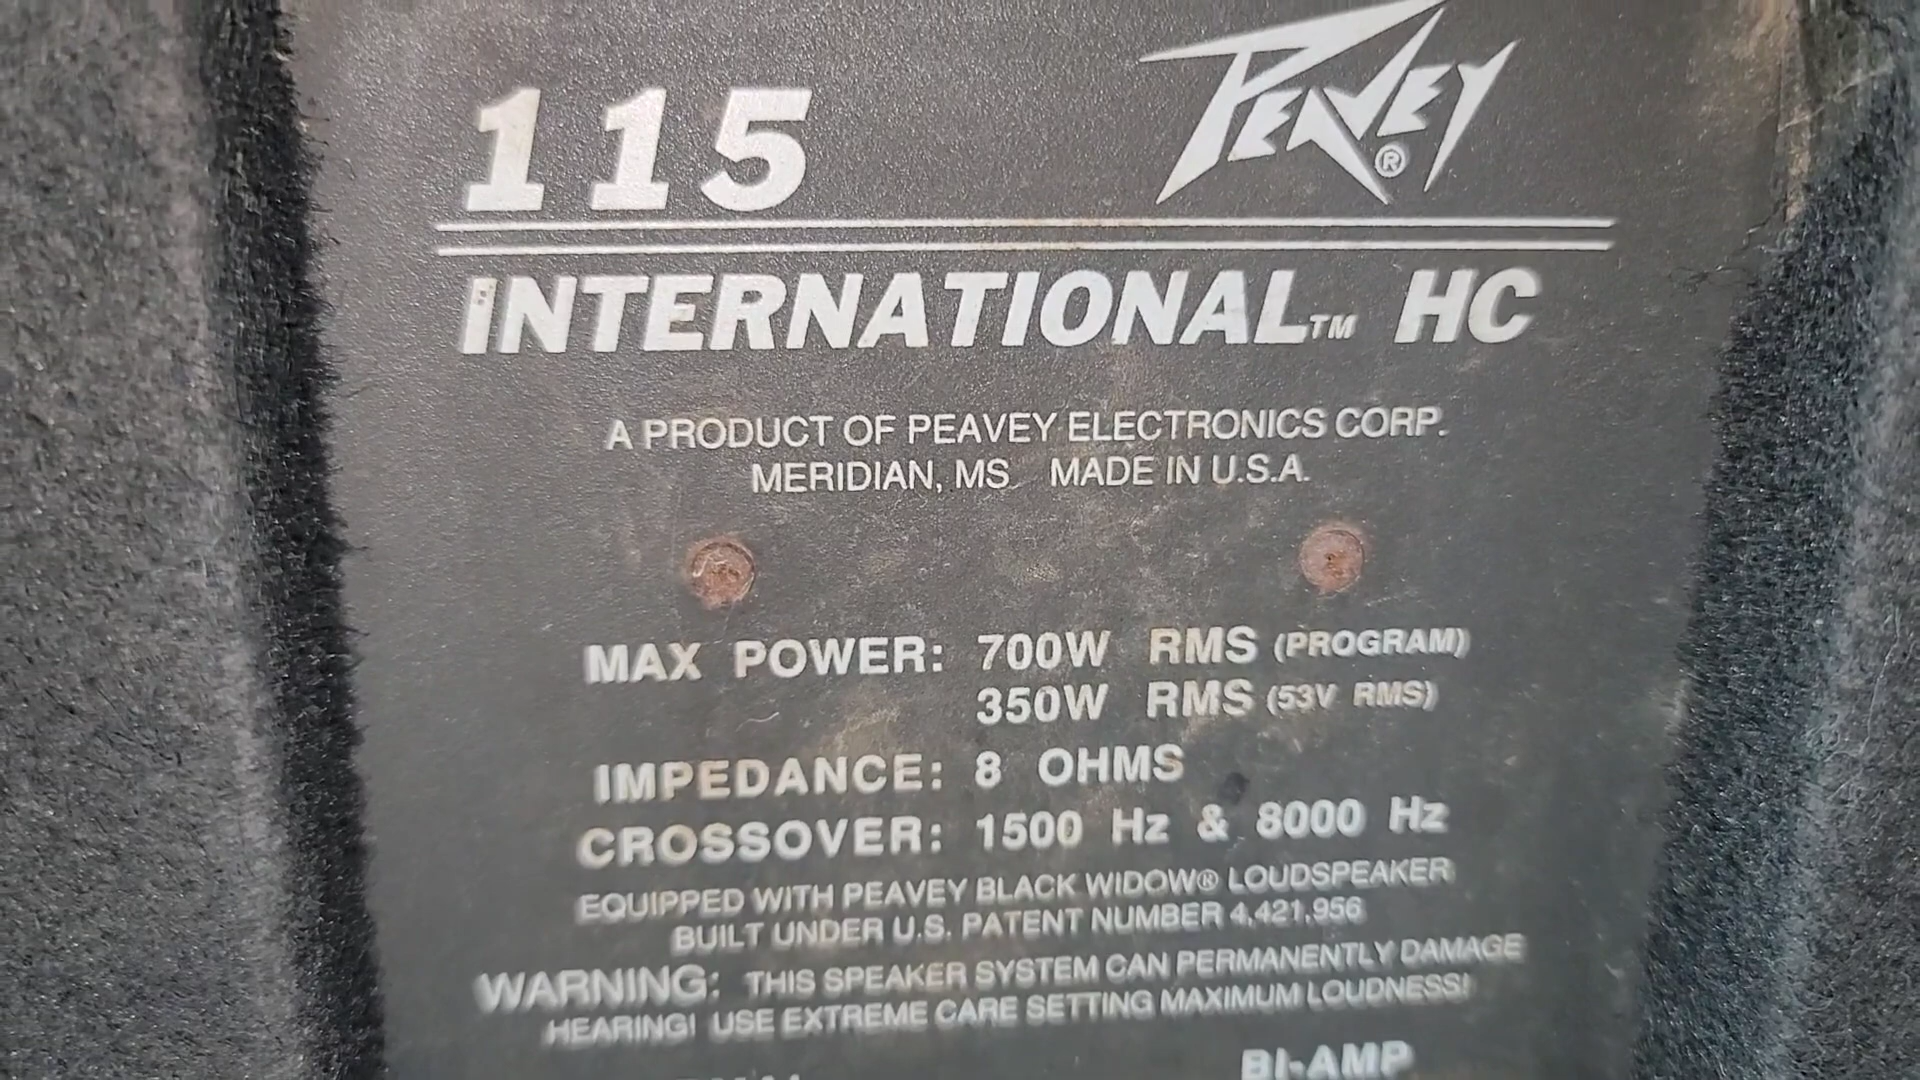 115 PEAVEY®
INTERNATIONAL™ HC
A PRODUCT OF PEAVEY ELECTRONICS CORP.
MERIDIAN, MS. MADE IN U.S.A.
MAX POWER: 700W RMS (PROGRAM)
350W RMS (53V RMS)
IMPEDANCE: 8 OHMS
CROSSOVER: 1500 Hz & 8000 Hz
EQUIPPED WITH PEAVEY BLACK WIDOW® LOUDSPEAKER
BUILT UNDER U.S. PATENT NUMBER 4,421,956
WARNING: THIS SPEAKER SYSTEM CAN PERMANENTLY DAMAGE
HEARING! USE EXTREME CARE SETTING MAXIMUM LOUDNESS!
BI-AMP